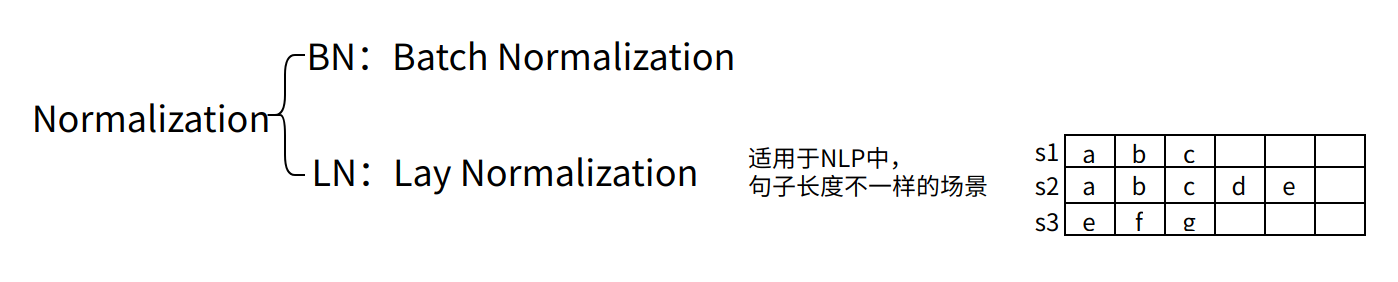 BN：Batch Normalization
Normalization
LN：Lay Normalization
适用于NLP中，
句子长度不一样的场景
s1 a b c
s2 a b c d e
s3 e f g